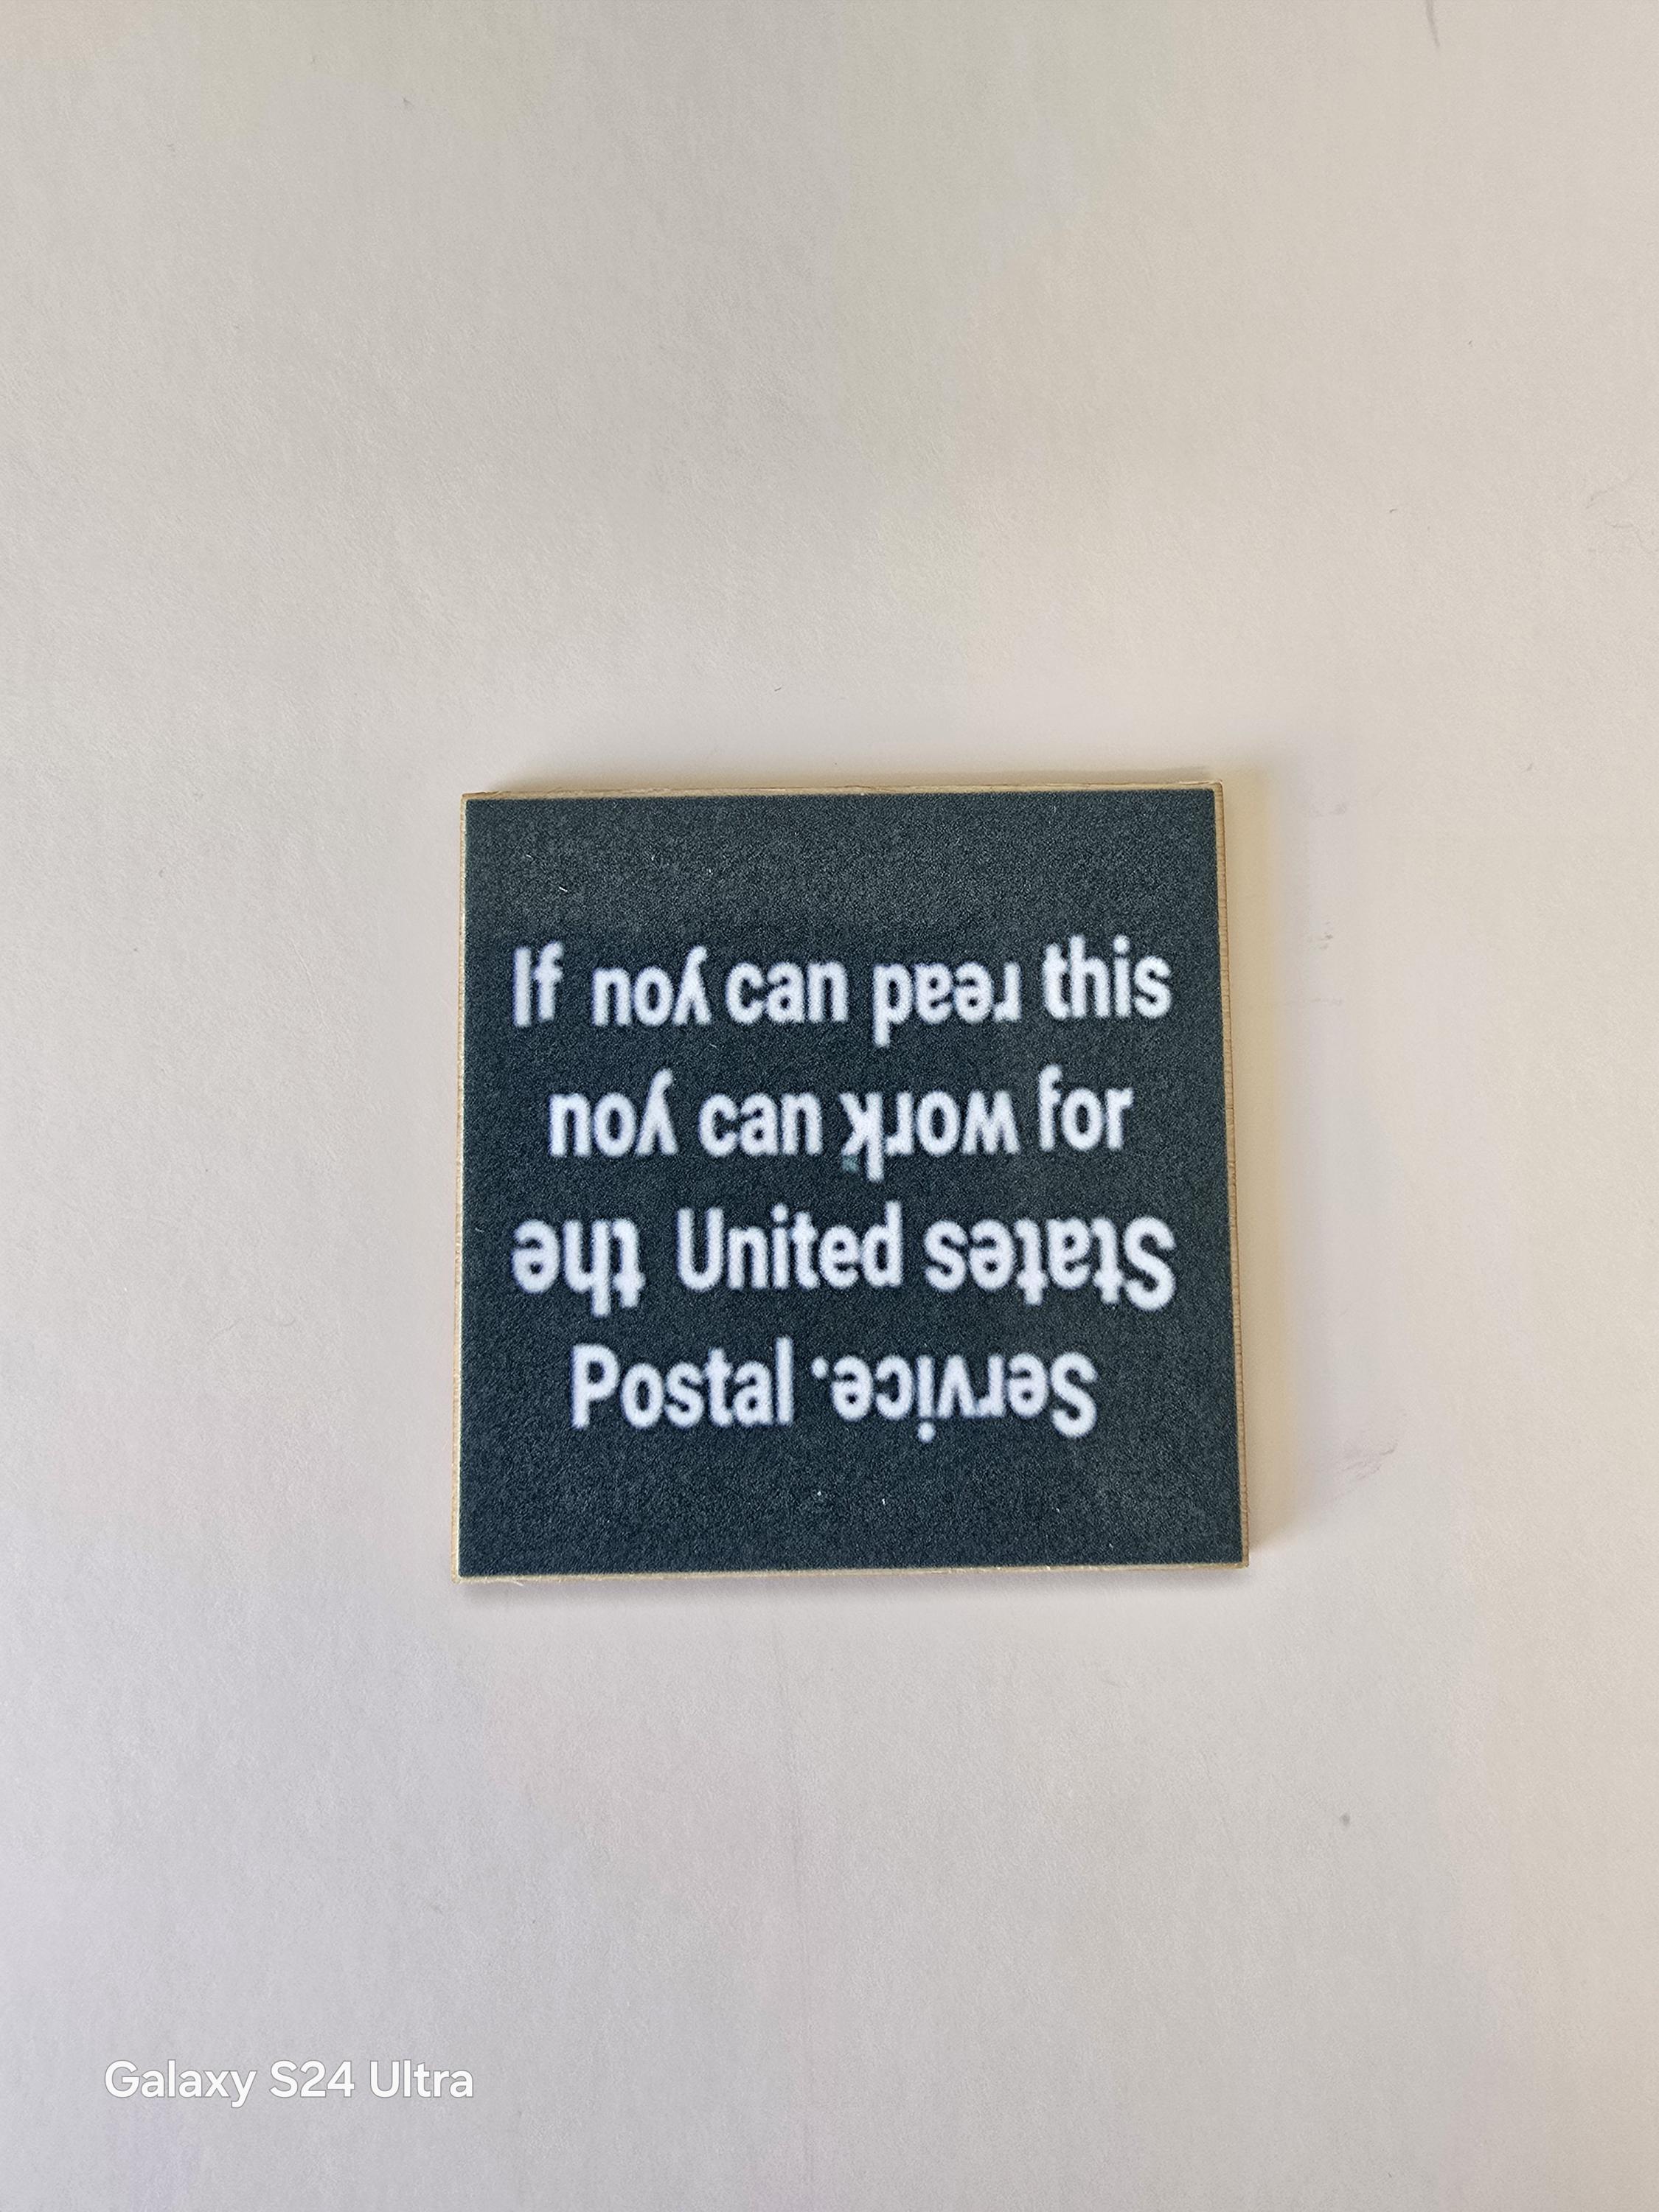 If you can read this
you can work for
the United States
Postal Service.
Galaxy S24 Ultra